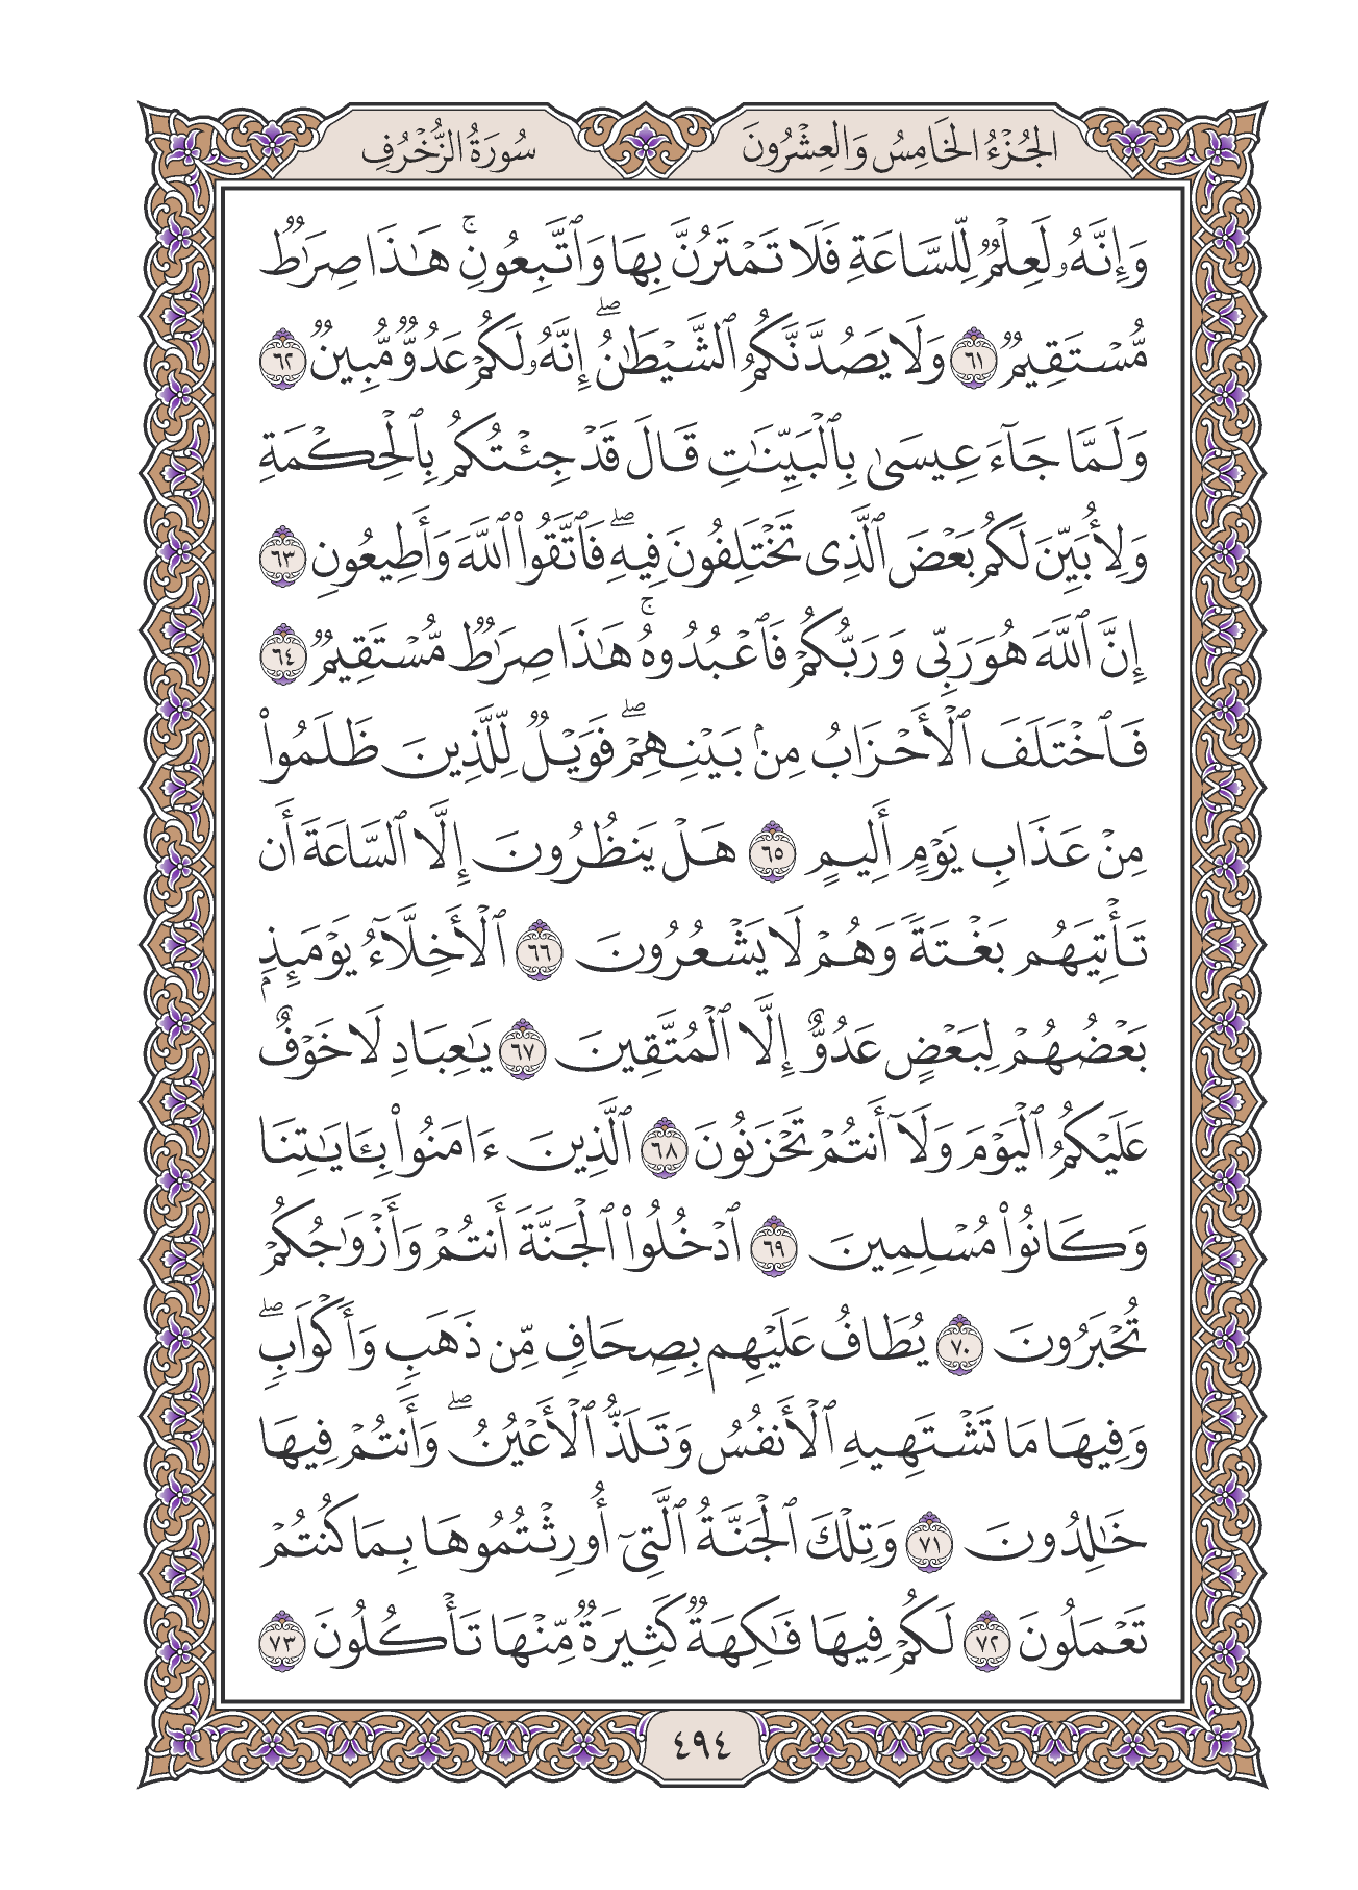 الجُزْءُ الخَامِسُ وَالعِشْرُونَ
سُورَةُ الزُّخْرُفِ
وَإِنَّهُۥ لَعِلْمٌ لِّلسَّاعَةِ فَلَا تَمْتَرُنَّ بِهَا وَٱتَّبِعُونِۚ هَٰذَا صِرَٰطٌ
مُّسْتَقِيمٌ ٦١ وَلَا يَصُدَّنَّكُمُ ٱلشَّيْطَٰنُۖ إِنَّهُۥ لَكُمْ عَدُوٌّ مُّبِينٌ ٦٢
وَلَمَّا جَآءَ عِيسَىٰ بِٱلْبَيِّنَٰتِ قَالَ قَدْ جِئْتُكُم بِٱلْحِكْمَةِ
وَلِأُبَيِّنَ لَكُم بَعْضَ ٱلَّذِى تَخْتَلِفُونَ فِيهِۖ فَٱتَّقُوا۟ ٱللَّهَ وَأَطِيعُونِ ٦٣
إِنَّ ٱللَّهَ هُوَ رَبِّى وَرَبُّكُمْ فَٱعْبُدُوهُۚ هَٰذَا صِرَٰطٌ مُّسْتَقِيمٌ ٦٤
فَٱخْتَلَفَ ٱلْأَحْزَابُ مِنۢ بَيْنِهِمْۖ فَوَيْلٌ لِّلَّذِينَ ظَلَمُوا۟
مِنْ عَذَابِ يَوْمٍ أَلِيمٍ ٦٥ هَلْ يَنظُرُونَ إِلَّا ٱلسَّاعَةَ أَن
تَأْتِيَهُم بَغْتَةً وَهُمْ لَا يَشْعُرُونَ ٦٦ ٱلْأَخِلَّآءُ يَوْمَئِذٍۭ
بَعْضُهُمْ لِبَعْضٍ عَدُوٌّ إِلَّا ٱلْمُتَّقِينَ ٦٧ يَٰعِبَادِ لَا خَوْفٌ
عَلَيْكُمُ ٱلْيَوْمَ وَلَآ أَنتُمْ تَحْزَنُونَ ٦٨ ٱلَّذِينَ ءَامَنُوا۟ بِـَٔايَٰتِنَا
وَكَانُوا۟ مُسْلِمِينَ ٦٩ ٱدْخُلُوا۟ ٱلْجَنَّةَ أَنتُمْ وَأَزْوَٰجُكُمْ
تُحْبَرُونَ ٧٠ يُطَافُ عَلَيْهِم بِصِحَافٍ مِّن ذَهَبٍ وَأَكْوَابٍۖ
وَفِيهَا مَا تَشْتَهِيهِ ٱلْأَنفُسُ وَتَلَذُّ ٱلْأَعْيُنُۖ وَأَنتُمْ فِيهَا
خَٰلِدُونَ ٧١ وَتِلْكَ ٱلْجَنَّةُ ٱلَّتِىٓ أُورِثْتُمُوهَا بِمَا كُنتُمْ
تَعْمَلُونَ ٧٢ لَكُمْ فِيهَا فَٰكِهَةٌ كَثِيرَةٌ مِّنْهَا تَأْكُلُونَ ٧٣
٤٩٤